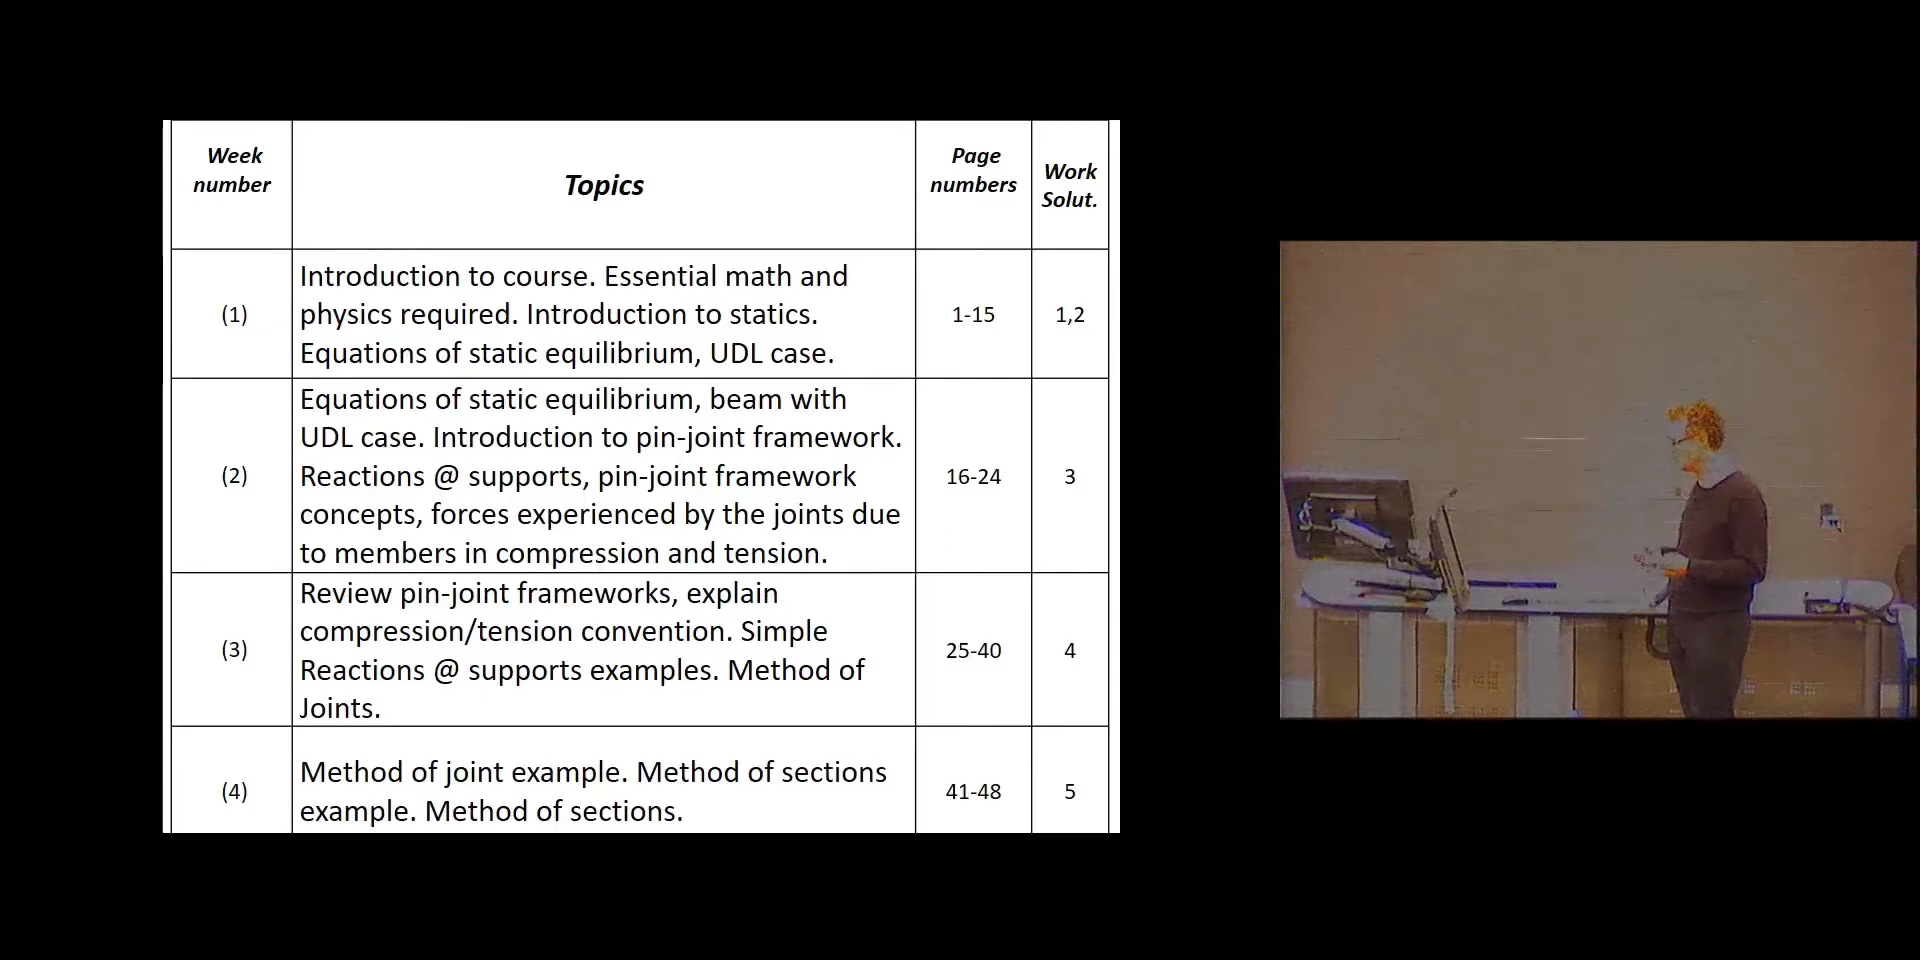 Week
number
Topics
Page
numbers
Work
Solut.
(1)
Introduction to course. Essential math and
physics required. Introduction to statics.
Equations of static equilibrium, UDL case.
1-15
1,2
(2)
Equations of static equilibrium, beam with
UDL case. Introduction to pin-joint framework.
Reactions @ supports, pin-joint framework
concepts, forces experienced by the joints due
to members in compression and tension.
16-24
3
(3)
Review pin-joint frameworks, explain
compression/tension convention. Simple
Reactions @ supports examples. Method of
Joints.
25-40
4
(4)
Method of joint example. Method of sections
example. Method of sections.
41-48
5